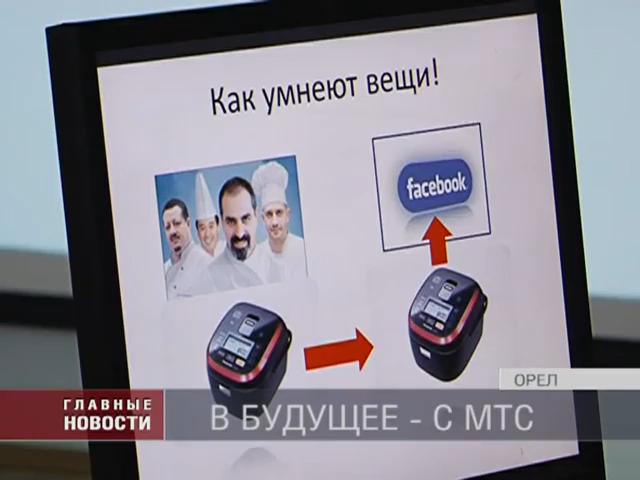 Как умнеют вещи!
facebook
ОРЕЛ
ГЛАВНЫЕ
НОВОСТИ
В БУДУЩЕЕ - С МТС